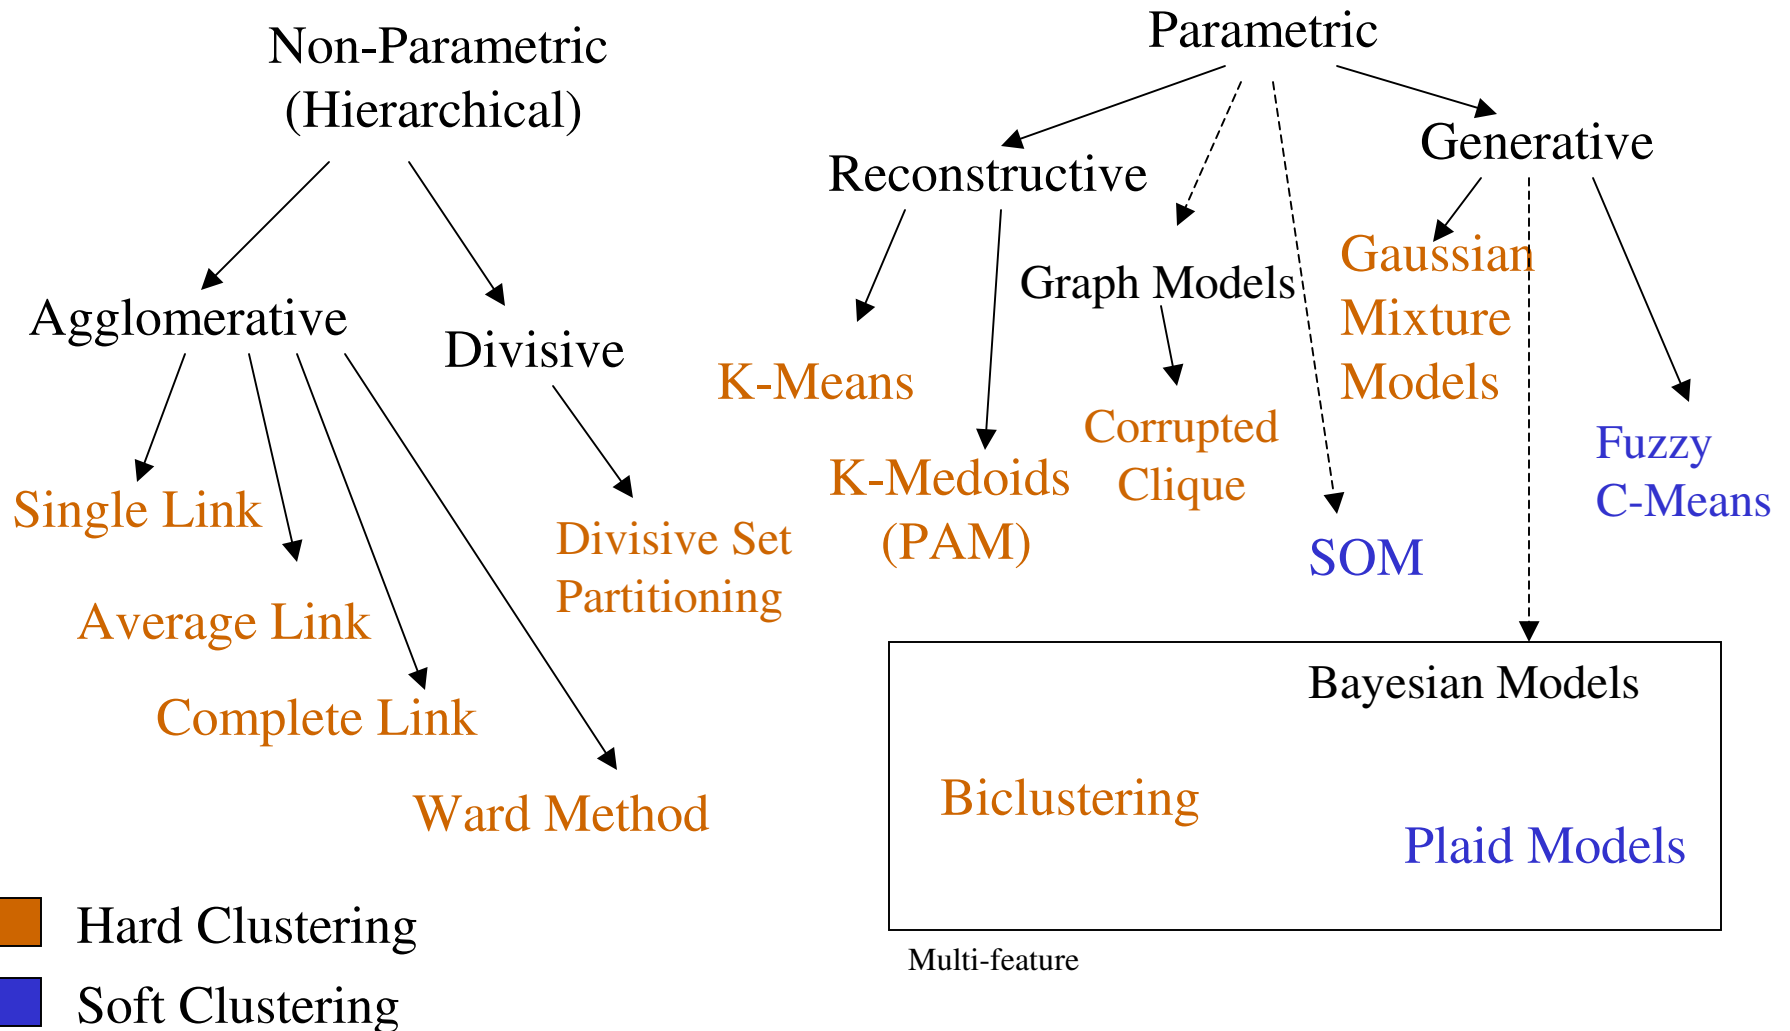 Non-Parametric
(Hierarchical)
Agglomerative
Divisive
Single Link
Average Link
Complete Link
Ward Method
Divisive Set
Partitioning
Parametric
Reconstructive
Generative
K-Means
K-Medoids
(PAM)
Graph Models
Corrupted
Clique
SOM
Gaussian
Mixture
Models
Fuzzy
C-Means
Bayesian Models
Biclustering
Plaid Models
Multi-feature
Hard Clustering
Soft Clustering